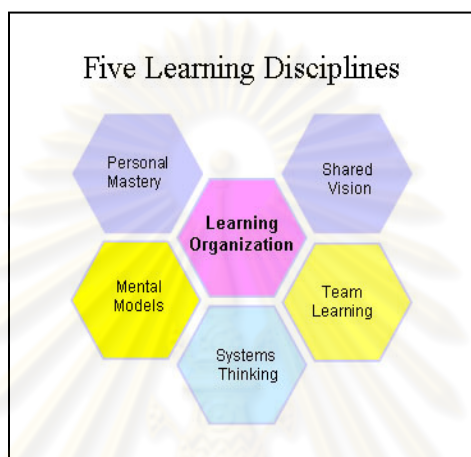 Five Learning Disciplines
Personal
Mastery
Shared
Vision
Learning
Organization
Mental
Models
Team
Learning
Systems
Thinking